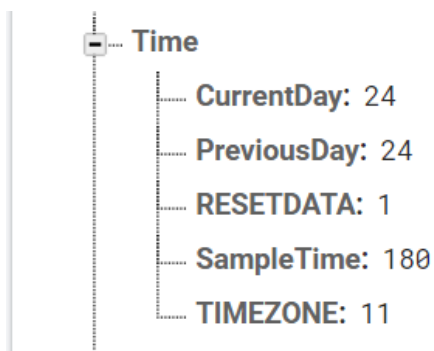 Time
CurrentDay: 24
PreviousDay: 24
RESETDATA: 1
SampleTime: 180
TIMEZONE: 11